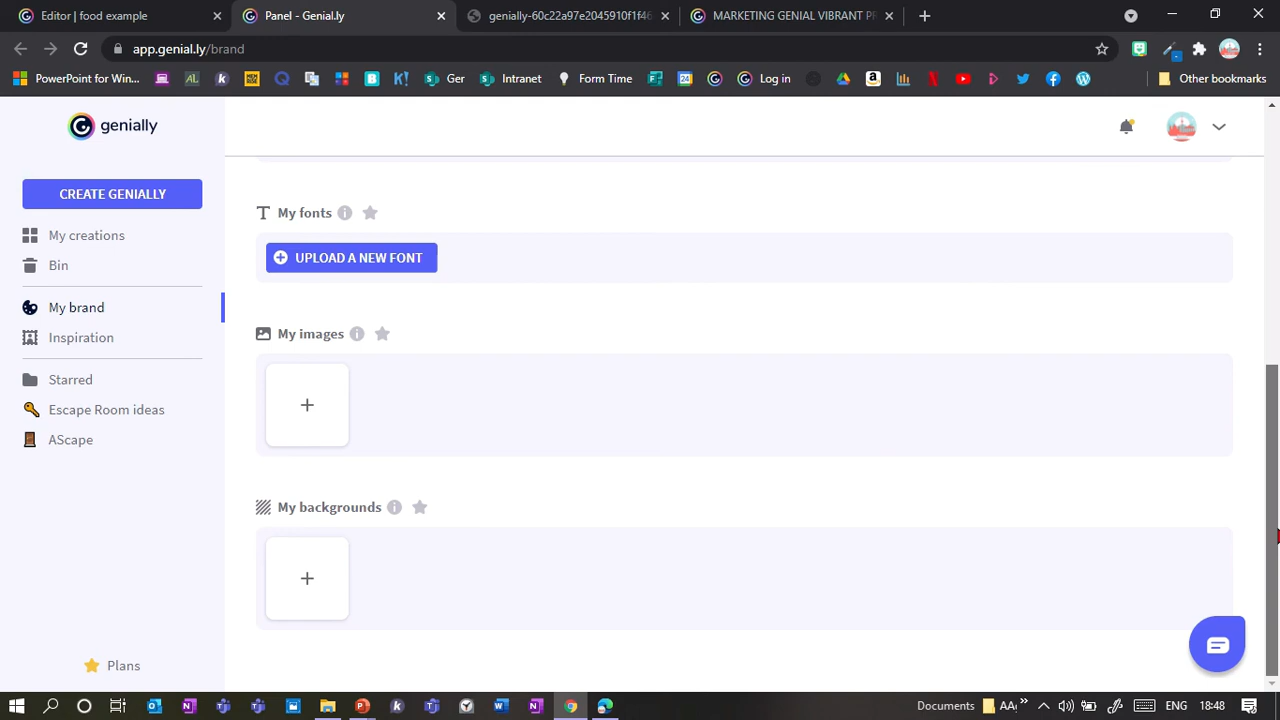 Editor | food example
Panel - Genial.ly
genially-60c22a97e2045910f1f46
MARKETING GENIAL VIBRANT PR
app.genial.ly/brand
PowerPoint for Win...
AL
Ger
Intranet
Form Time
Log in
Other bookmarks
genially
CREATE GENIALLY
My creations
Bin
My brand
Inspiration
Starred
Escape Room ideas
AScape
Plans
My fonts
UPLOAD A NEW FONT
My images
My backgrounds
Documents
ENG
18:48